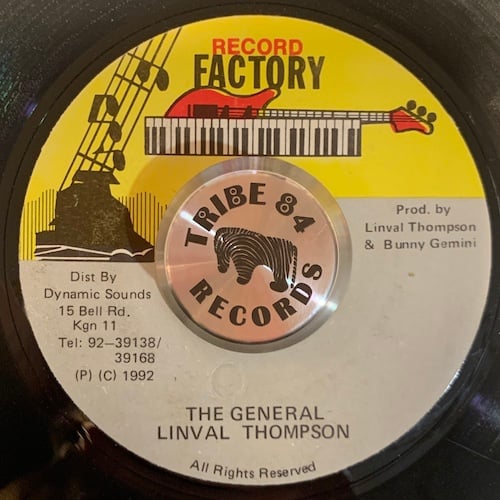 RECORD
FACTORY
TRIBE 84
RECORDS
Prod. by
Linval Thompson
& Bunny Gemini
Dist By
Dynamic Sounds
15 Bell Rd.
Kgn 11
Tel: 92-39138/
39168
(P) (C) 1992
THE GENERAL
LINVAL THOMPSON
All Rights Reserved